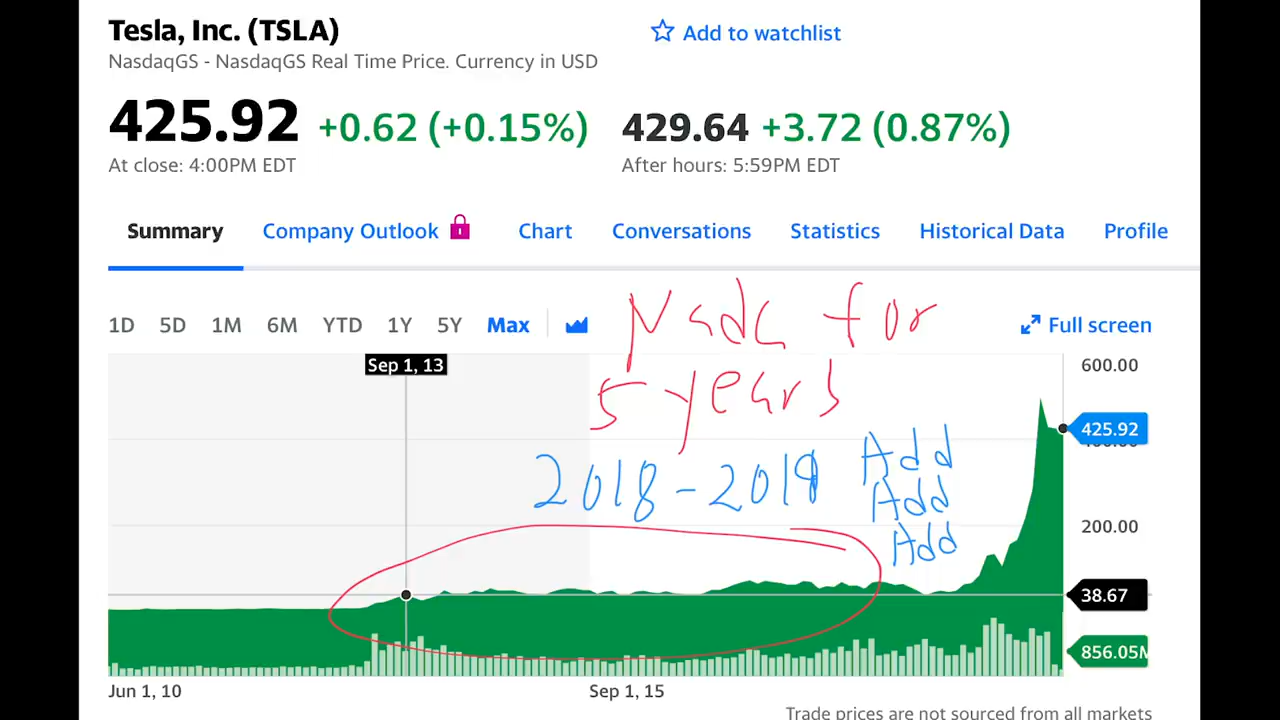 Tesla, Inc. (TSLA)
Add to watchlist
NasdaqGS - NasdaqGS Real Time Price. Currency in USD
425.92 +0.62 (+0.15%) 429.64 +3.72 (0.87%)
At close: 4:00PM EDT After hours: 5:59PM EDT
Summary Company Outlook Chart Conversations Statistics Historical Data Profile
1D 5D 1M 6M YTD 1Y 5Y Max Full screen
Nada for
5 years
Sep 1, 13
600.00
425.92
2018-2019
Add
Add
Add
200.00
38.67
856.05M
Jun 1, 10 Sep 1, 15
Trade prices are not sourced from all markets